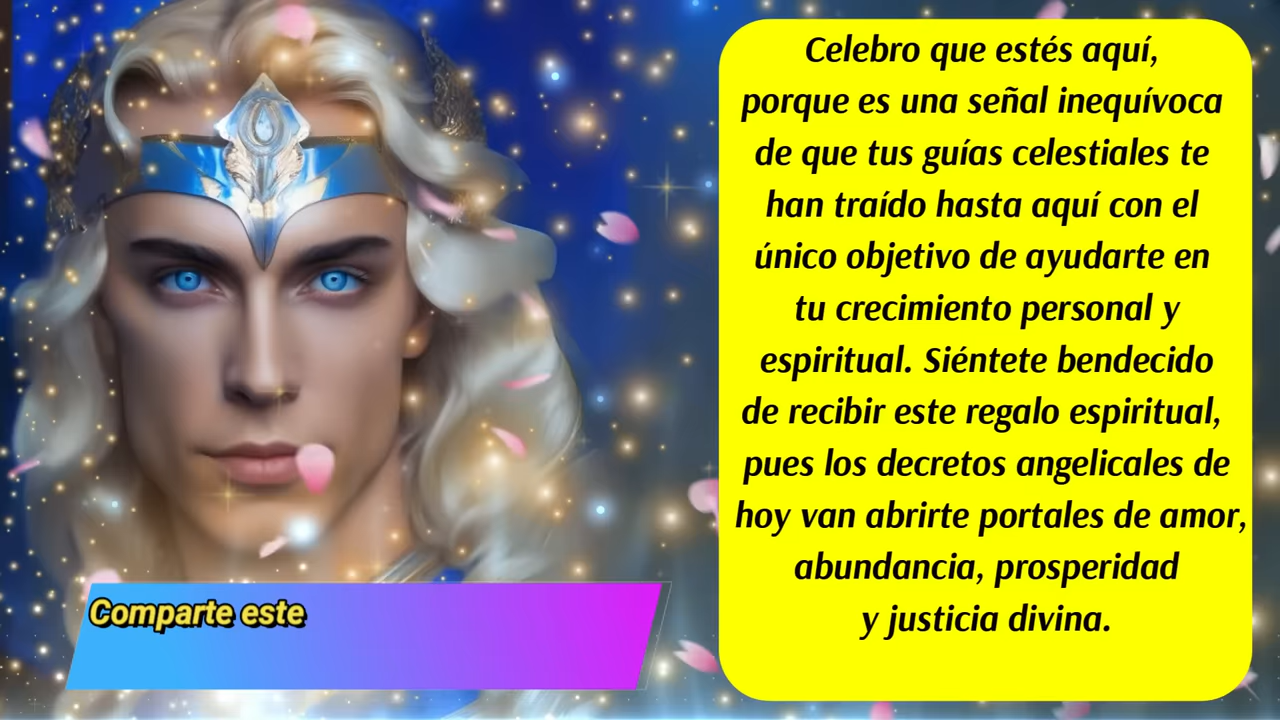 Celebro que estés aquí,
porque es una señal inequívoca
de que tus guías celestiales te
han traído hasta aquí con el
único objetivo de ayudarte en
tu crecimiento personal y
espiritual. Siéntete bendecido
de recibir este regalo espiritual,
pues los decretos angelicales de
hoy van abrirte portales de amor,
abundancia, prosperidad
y justicia divina.
Comparte este